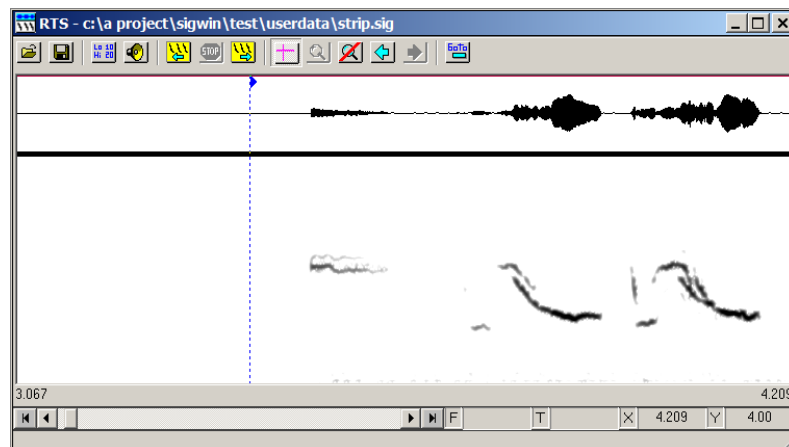 RTS - c:\a project\sigwin\test\userdata\strip.sig
Lo 10
Hi 20
STOP
GoTo
3.067 4.209
F T X 4.209 Y 4.00